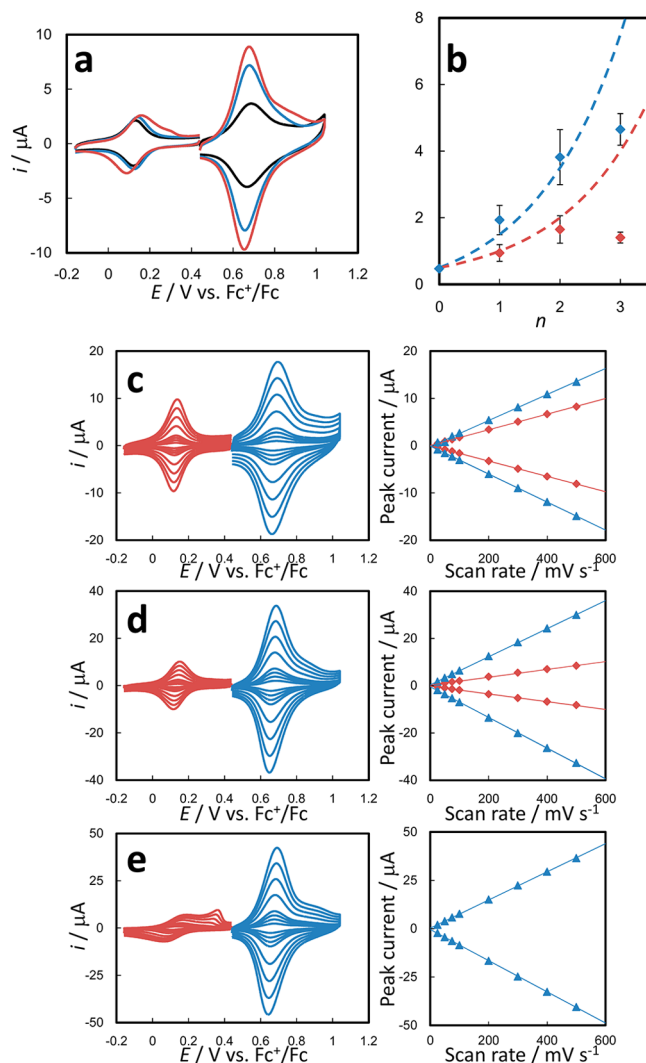 a
10
5
0
-5
-10
i / μA
-0.2 0 0.2 0.4 0.6 0.8 1 1.2
E / V vs. Fc⁺/Fc
b
8
6
4
2
0
0 1 2 3
n
c
20
10
0
-10
-20
i / μA
-0.2 0 0.2 0.4 0.6 0.8 1 1.2
E / V vs. Fc⁺/Fc
20
10
0
-10
-20
Peak current / μA
0 200 400 600
Scan rate / mV s⁻¹
d
40
20
0
-20
-40
i / μA
-0.2 0 0.2 0.4 0.6 0.8 1 1.2
E / V vs. Fc⁺/Fc
40
20
0
-20
-40
Peak current / μA
0 200 400 600
Scan rate / mV s⁻¹
e
50
25
0
-25
-50
i / μA
-0.2 0 0.2 0.4 0.6 0.8 1 1.2
E / V vs. Fc⁺/Fc
50
25
0
-25
-50
Peak current / μA
0 200 400 600
Scan rate / mV s⁻¹